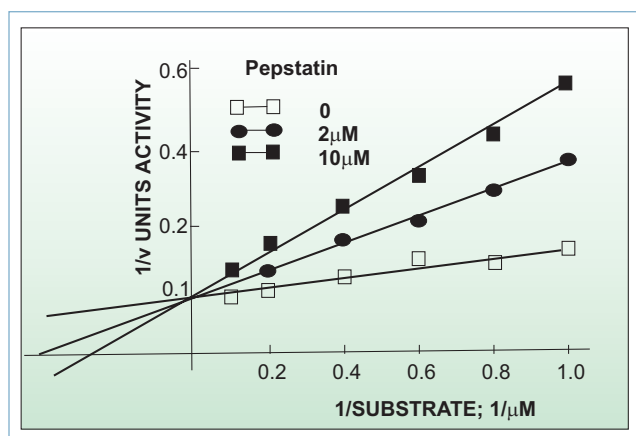 0.6
Pepstatin
0
2μM
0.4
10μM
0.2
0.1
0.2 0.4 0.6 0.8 1.0
1/SUBSTRATE; 1/μM
1/v UNITS ACTIVITY